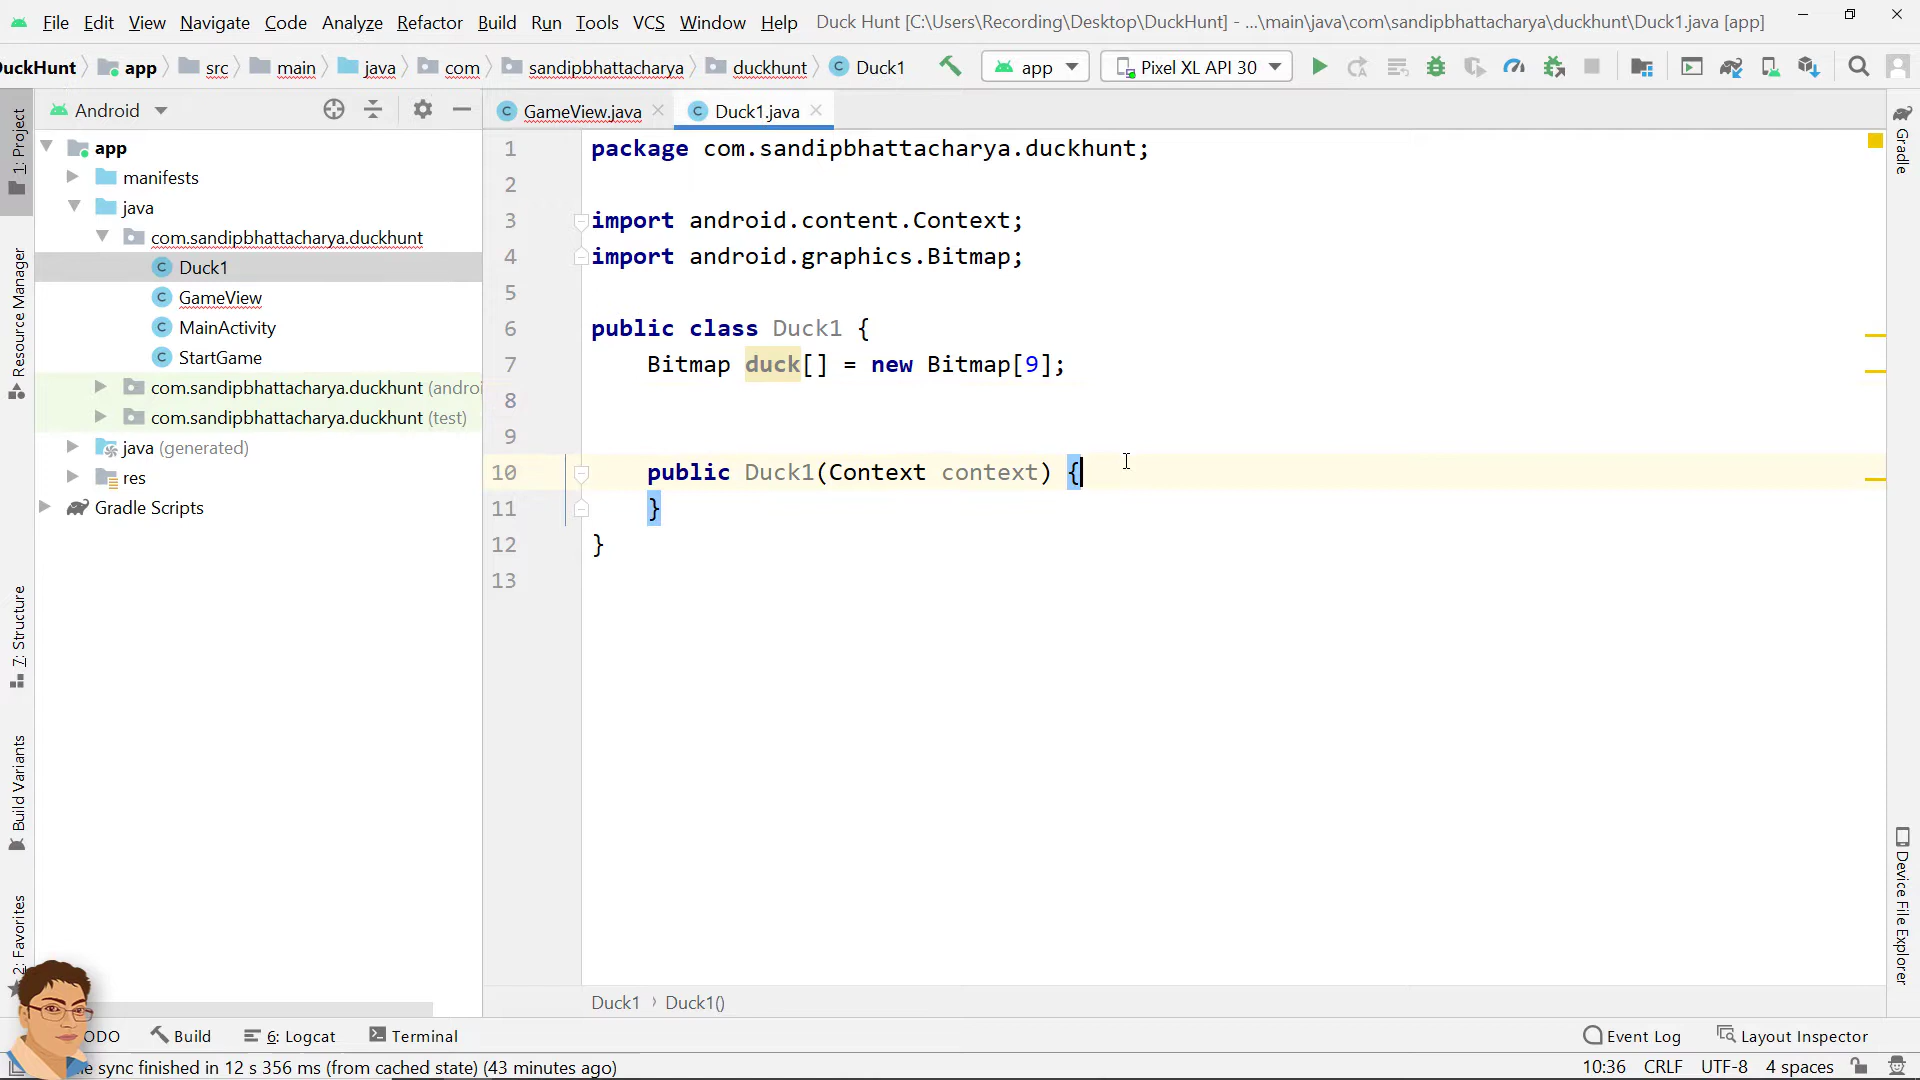 File Edit View Navigate Code Analyze Refactor Build Run Tools VCS Window Help Duck Hunt [C:\Users\Recording\Desktop\DuckHunt] - ...\main\java\com\sandipbhattacharya\duckhunt\Duck1.java [app]
DuckHunt app src main java com sandipbhattacharya duckhunt Duck1 app Pixel XL API 30
Android
GameView.java Duck1.java
1: Project
Resource Manager
7: Structure
Build Variants
2: Favorites
app
manifests
java
com.sandipbhattacharya.duckhunt
Duck1
GameView
MainActivity
StartGame
com.sandipbhattacharya.duckhunt (androi
com.sandipbhattacharya.duckhunt (test)
java (generated)
res
Gradle Scripts
1 package com.sandipbhattacharya.duckhunt;
2
3 import android.content.Context;
4 import android.graphics.Bitmap;
5
6 public class Duck1 {
7 Bitmap duck[] = new Bitmap[9];
8
9
10 public Duck1(Context context) {
11 }
12 }
13
Gradle
Device File Explorer
Duck1 Duck1()
ODO Build 6: Logcat Terminal Event Log Layout Inspector
sync finished in 12 s 356 ms (from cached state) (43 minutes ago) 10:36 CRLF UTF-8 4 spaces